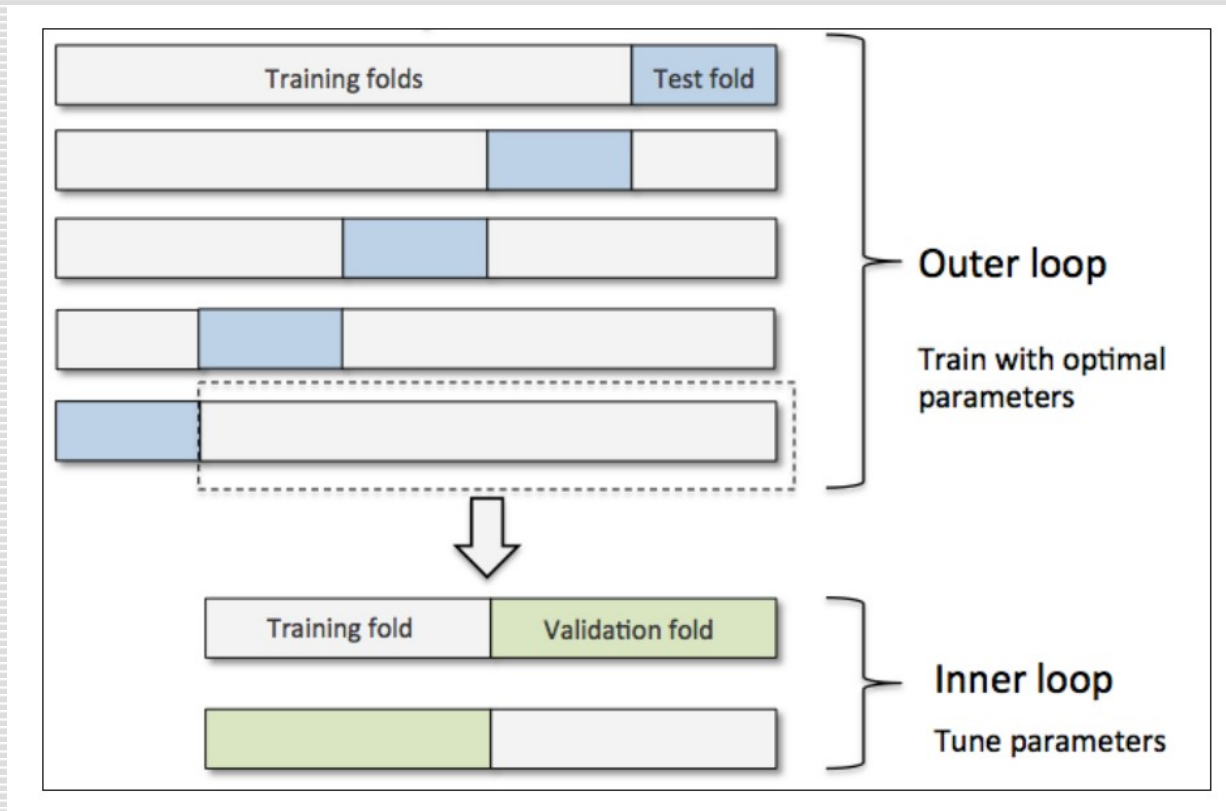 Training folds
Test fold
Outer loop
Train with optimal
parameters
Training fold
Validation fold
Inner loop
Tune parameters